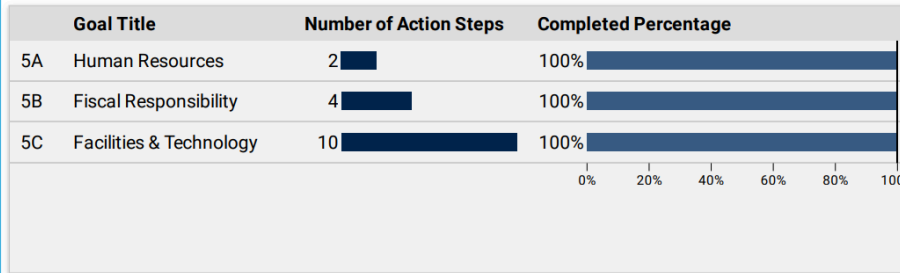 Goal Title Number of Action Steps Completed Percentage
5A Human Resources 2 100%
5B Fiscal Responsibility 4 100%
5C Facilities & Technology 10 100%
0% 20% 40% 60% 80% 100